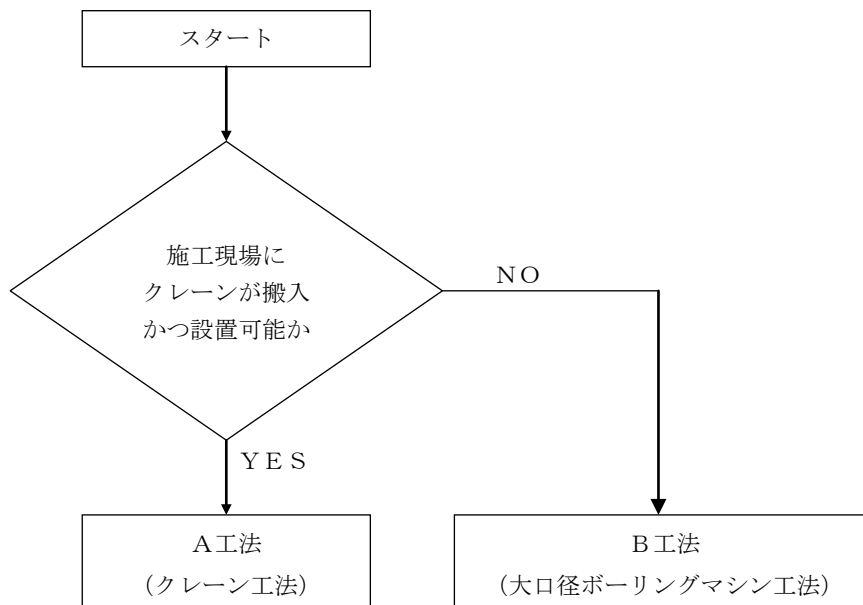 スタート
施工現場に
クレーンが搬入
かつ設置可能か
ＮＯ
ＹＥＳ
Ａ工法
（クレーン工法）
Ｂ工法
（大口径ボーリングマシン工法）